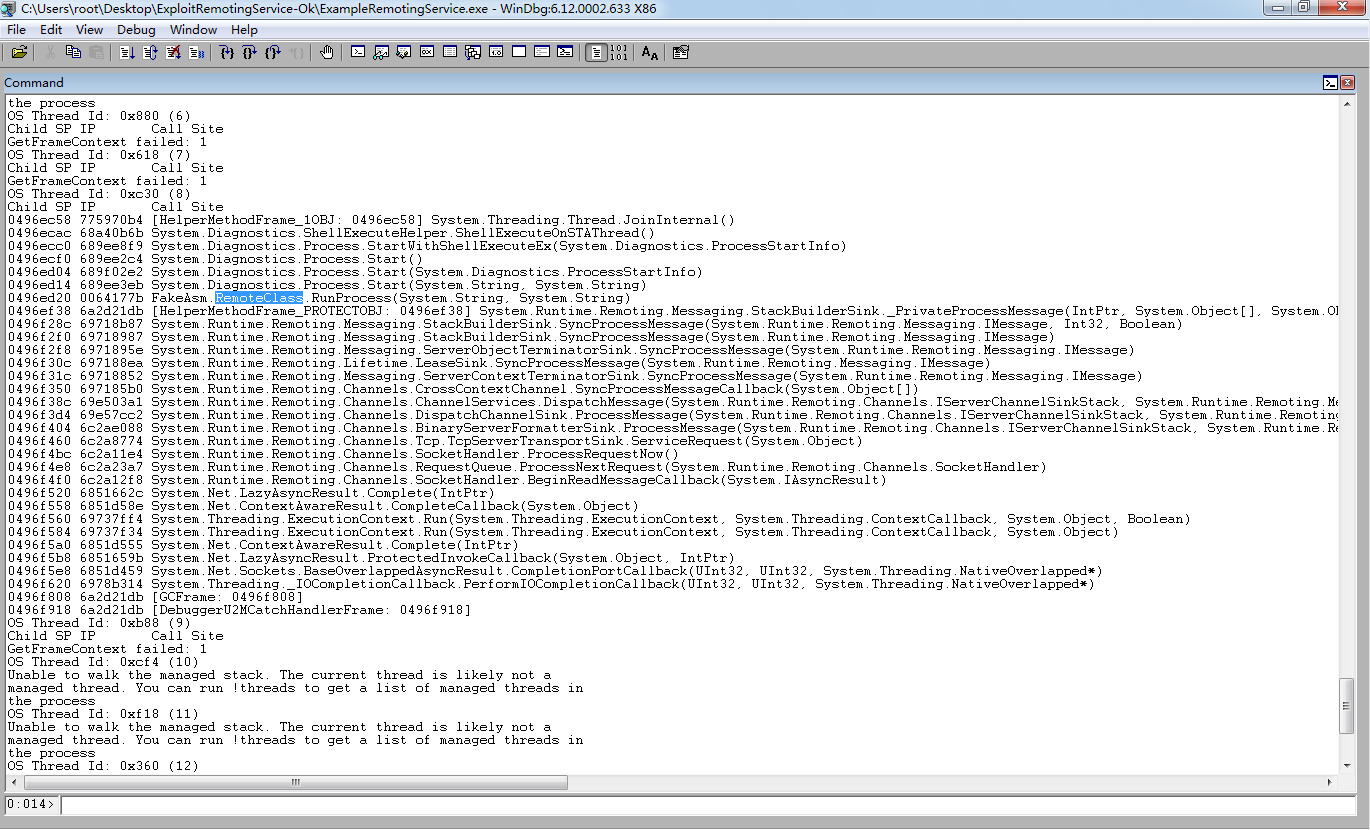 C:\Users\root\Desktop\ExploitRemotingService-Ok\ExampleRemotingService.exe - WinDbg:6.12.0002.633 X86
File Edit View Debug Window Help
Command
the process
OS Thread Id: 0x880 (6)
Child SP IP       Call Site
GetFrameContext failed: 1
OS Thread Id: 0x618 (7)
Child SP IP       Call Site
GetFrameContext failed: 1
OS Thread Id: 0xc30 (8)
Child SP IP       Call Site
0496ec58 775970b4 [HelperMethodFrame_1OBJ: 0496ec58] System.Threading.Thread.JoinInternal()
0496ecac 68a40b6b System.Diagnostics.ShellExecuteHelper.ShellExecuteOnSTAThread()
0496ecc0 689ee8f9 System.Diagnostics.Process.StartWithShellExecuteEx(System.Diagnostics.ProcessStartInfo)
0496ecf0 689ee2c4 System.Diagnostics.Process.Start()
0496ed04 689f02e2 System.Diagnostics.Process.Start(System.Diagnostics.ProcessStartInfo)
0496ed14 689ee3eb System.Diagnostics.Process.Start(System.String, System.String)
0496ed20 0064177b FakeAsm.RemoteClass.RunProcess(System.String, System.String)
0496ef38 6a2d21db [HelperMethodFrame_PROTECTOBJ: 0496ef38] System.Runtime.Remoting.Messaging.StackBuilderSink._PrivateProcessMessage(IntPtr, System.Object[], System.Ob
0496f28c 69718b87 System.Runtime.Remoting.Messaging.StackBuilderSink.SyncProcessMessage(System.Runtime.Remoting.Messaging.IMessage, Int32, Boolean)
0496f2f0 69718987 System.Runtime.Remoting.Messaging.StackBuilderSink.SyncProcessMessage(System.Runtime.Remoting.Messaging.IMessage)
0496f2f8 6971895e System.Runtime.Remoting.Messaging.ServerObjectTerminatorSink.SyncProcessMessage(System.Runtime.Remoting.Messaging.IMessage)
0496f30c 697188ea System.Runtime.Remoting.Lifetime.LeaseSink.SyncProcessMessage(System.Runtime.Remoting.Messaging.IMessage)
0496f31c 69718852 System.Runtime.Remoting.Messaging.ServerContextTerminatorSink.SyncProcessMessage(System.Runtime.Remoting.Messaging.IMessage)
0496f350 697185b0 System.Runtime.Remoting.Channels.CrossContextChannel.SyncProcessMessageCallback(System.Object[])
0496f38c 69e503a1 System.Runtime.Remoting.Channels.ChannelServices.DispatchMessage(System.Runtime.Remoting.Channels.IServerChannelSinkStack, System.Runtime.Remoting.Me
0496f3d4 69e57cc2 System.Runtime.Remoting.Channels.DispatchChannelSink.ProcessMessage(System.Runtime.Remoting.Channels.IServerChannelSinkStack, System.Runtime.Remoting
0496f404 6c2ae088 System.Runtime.Remoting.Channels.BinaryServerFormatterSink.ProcessMessage(System.Runtime.Remoting.Channels.IServerChannelSinkStack, System.Runtime.Re
0496f460 6c2a8774 System.Runtime.Remoting.Channels.Tcp.TcpServerTransportSink.ServiceRequest(System.Object)
0496f4bc 6c2a11e4 System.Runtime.Remoting.Channels.SocketHandler.ProcessRequestNow()
0496f4e8 6c2a23a7 System.Runtime.Remoting.Channels.RequestQueue.ProcessNextRequest(System.Runtime.Remoting.Channels.SocketHandler)
0496f4f0 6c2a12f8 System.Runtime.Remoting.Channels.SocketHandler.BeginReadMessageCallback(System.IAsyncResult)
0496f520 6851662c System.Net.LazyAsyncResult.Complete(IntPtr)
0496f558 6851d58e System.Net.ContextAwareResult.CompleteCallback(System.Object)
0496f560 69737ff4 System.Threading.ExecutionContext.Run(System.Threading.ExecutionContext, System.Threading.ContextCallback, System.Object, Boolean)
0496f584 69737f34 System.Threading.ExecutionContext.Run(System.Threading.ExecutionContext, System.Threading.ContextCallback, System.Object)
0496f5a0 6851d555 System.Net.ContextAwareResult.Complete(IntPtr)
0496f5b8 6851659b System.Net.LazyAsyncResult.ProtectedInvokeCallback(System.Object, IntPtr)
0496f5e8 6851d459 System.Net.Sockets.BaseOverlappedAsyncResult.CompletionPortCallback(UInt32, UInt32, System.Threading.NativeOverlapped*)
0496f620 6978b314 System.Threading._IOCompletionCallback.PerformIOCompletionCallback(UInt32, UInt32, System.Threading.NativeOverlapped*)
0496f808 6a2d21db [GCFrame: 0496f808]
0496f918 6a2d21db [DebuggerU2MCatchHandlerFrame: 0496f918]
OS Thread Id: 0xb88 (9)
Child SP IP       Call Site
GetFrameContext failed: 1
OS Thread Id: 0xcf4 (10)
Unable to walk the managed stack. The current thread is likely not a
managed thread. You can run !threads to get a list of managed threads in
the process
OS Thread Id: 0xf18 (11)
Unable to walk the managed stack. The current thread is likely not a
managed thread. You can run !threads to get a list of managed threads in
the process
OS Thread Id: 0x360 (12)
0:014>